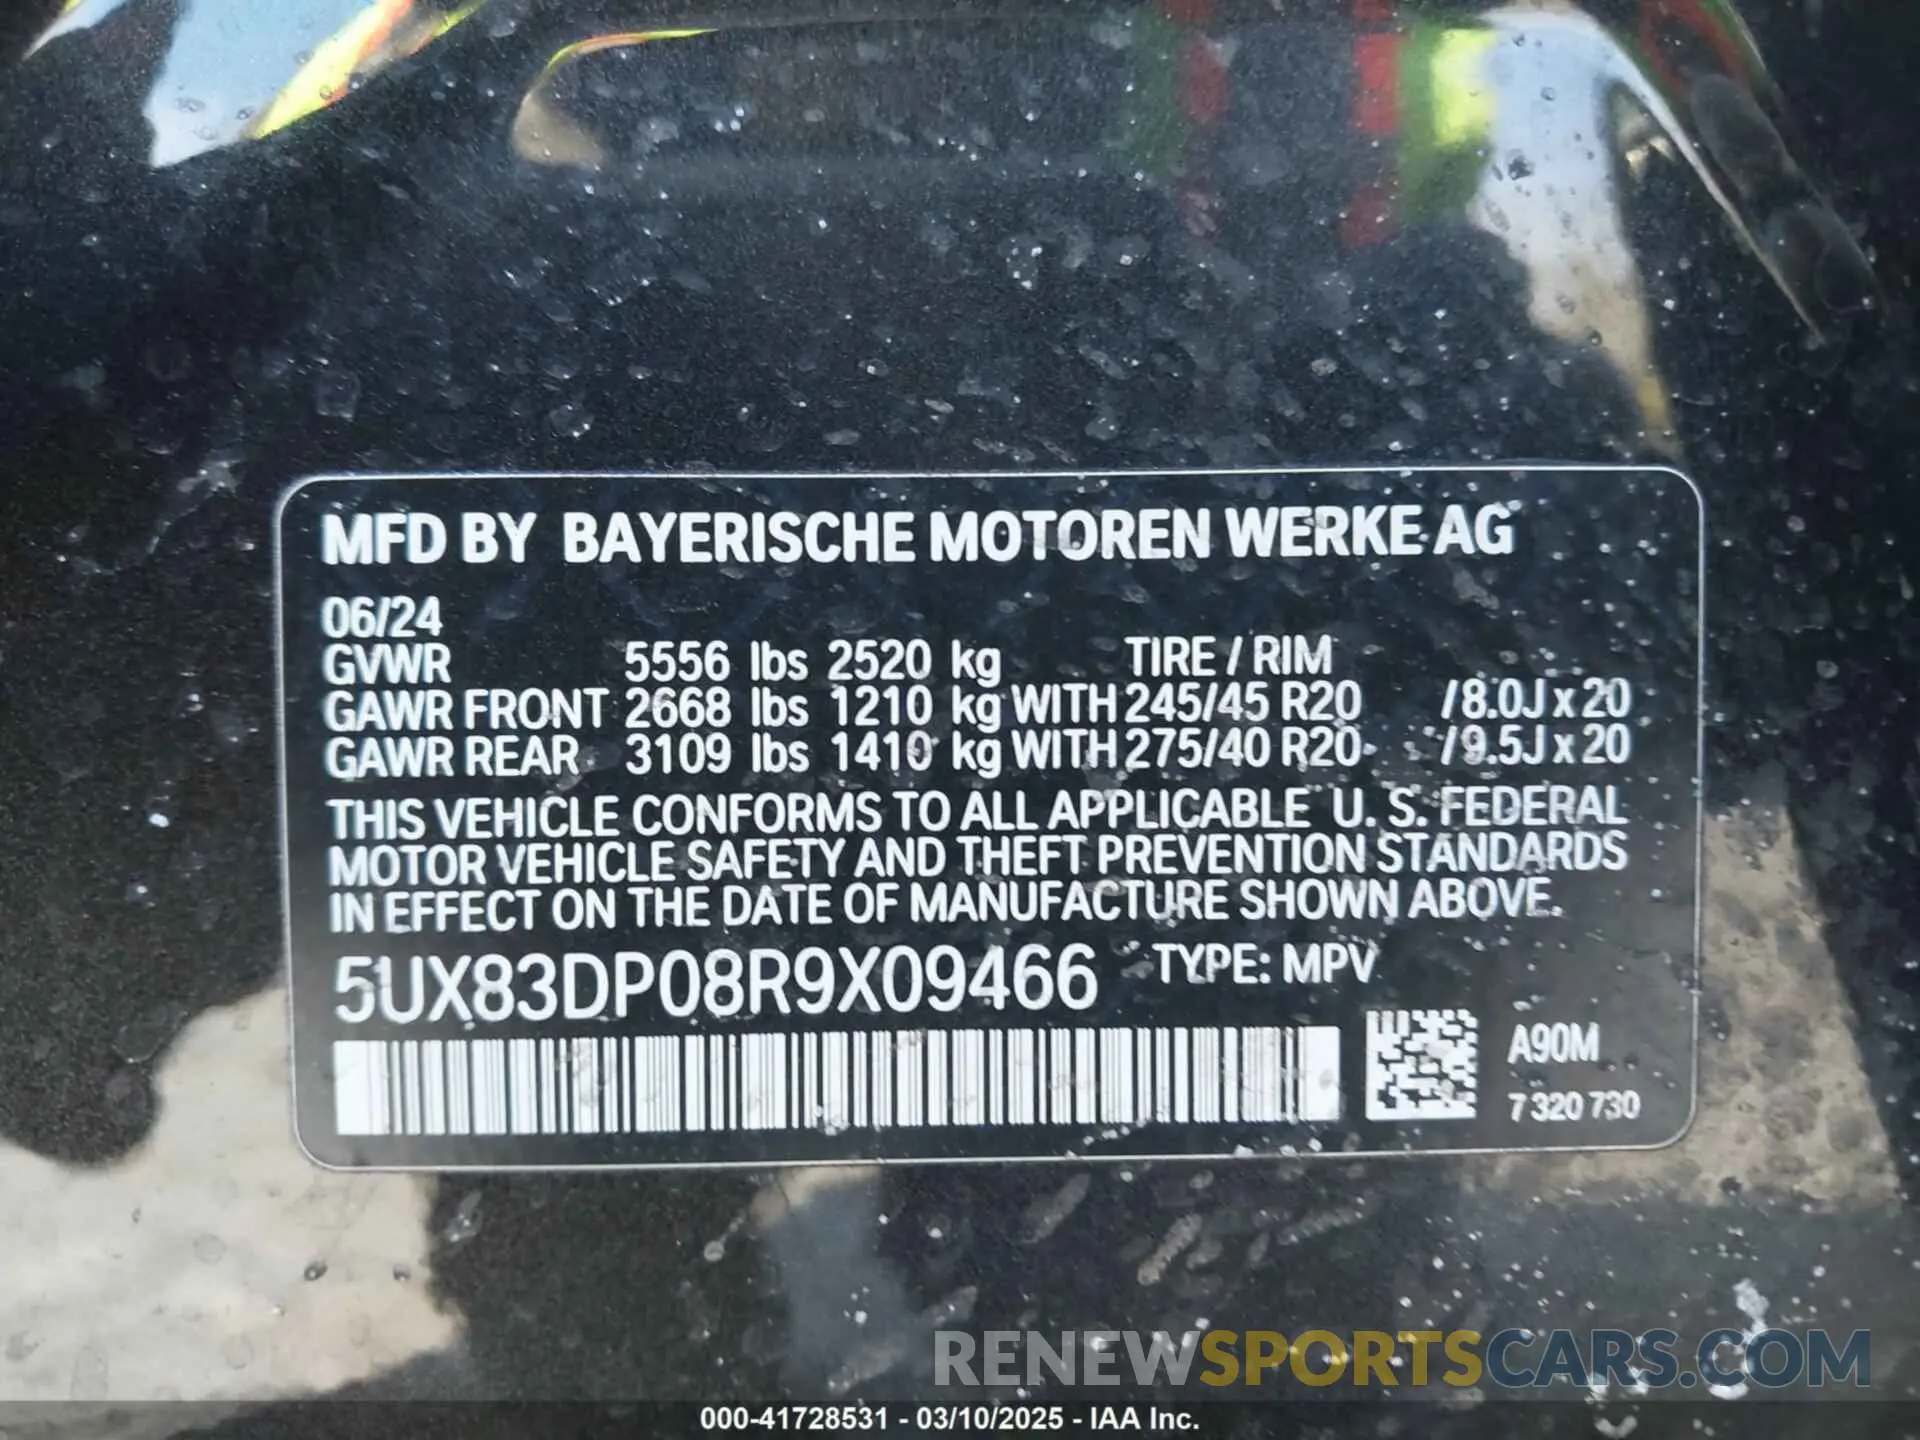 MFD BY BAYERISCHE MOTOREN WERKE AG
06/24
GVWR 5556 lbs 2520 kg TIRE / RIM
GAWR FRONT 2668 lbs 1210 kg WITH 245/45 R20 /8.0J x 20
GAWR REAR 3109 lbs 1410 kg WITH 275/40 R20 /9.5J x 20
THIS VEHICLE CONFORMS TO ALL APPLICABLE U. S. FEDERAL
MOTOR VEHICLE SAFETY AND THEFT PREVENTION STANDARDS
IN EFFECT ON THE DATE OF MANUFACTURE SHOWN ABOVE.
5UX83DP08R9X09466 TYPE: MPV
A90M
7 320 730
RENEWSPORTSCARS.COM
000-41728531 - 03/10/2025 - IAA Inc.